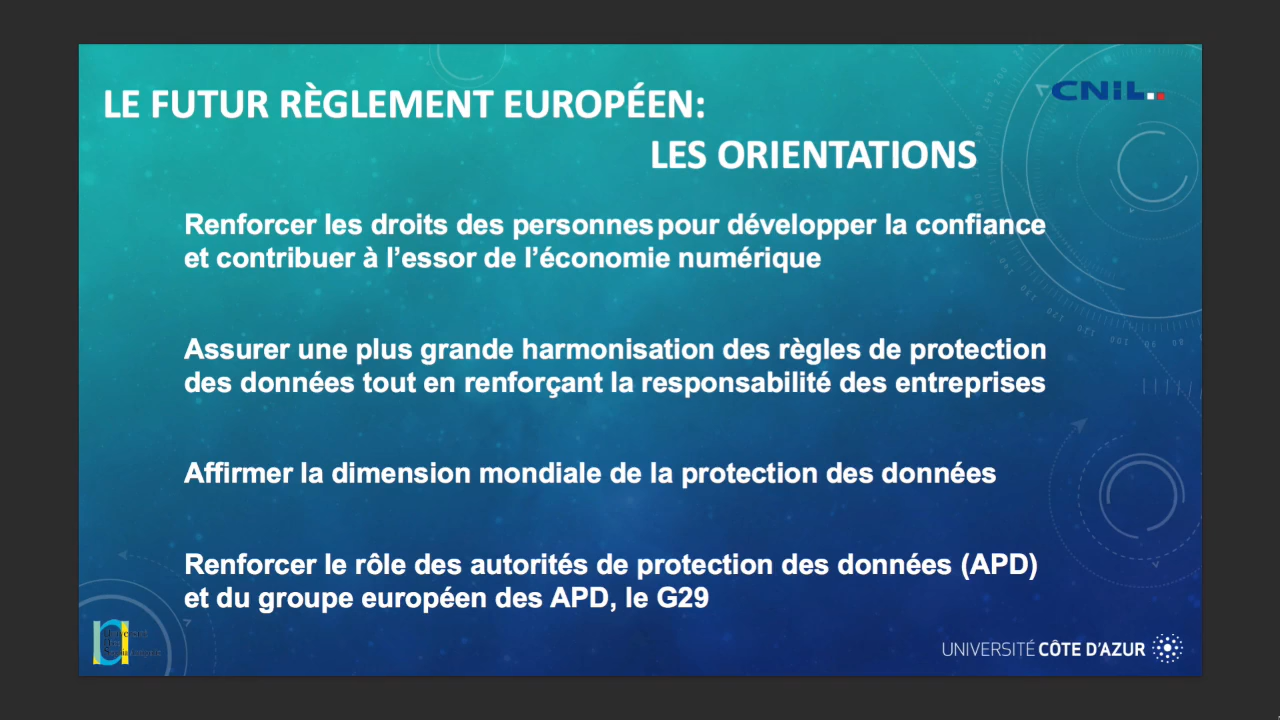 LE FUTUR RÈGLEMENT EUROPÉEN:
CNIL
LES ORIENTATIONS
Renforcer les droits des personnes pour développer la confiance
et contribuer à l’essor de l’économie numérique
Assurer une plus grande harmonisation des règles de protection
des données tout en renforçant la responsabilité des entreprises
Affirmer la dimension mondiale de la protection des données
Renforcer le rôle des autorités de protection des données (APD)
et du groupe européen des APD, le G29
UNIVERSITÉ CÔTE D'AZUR